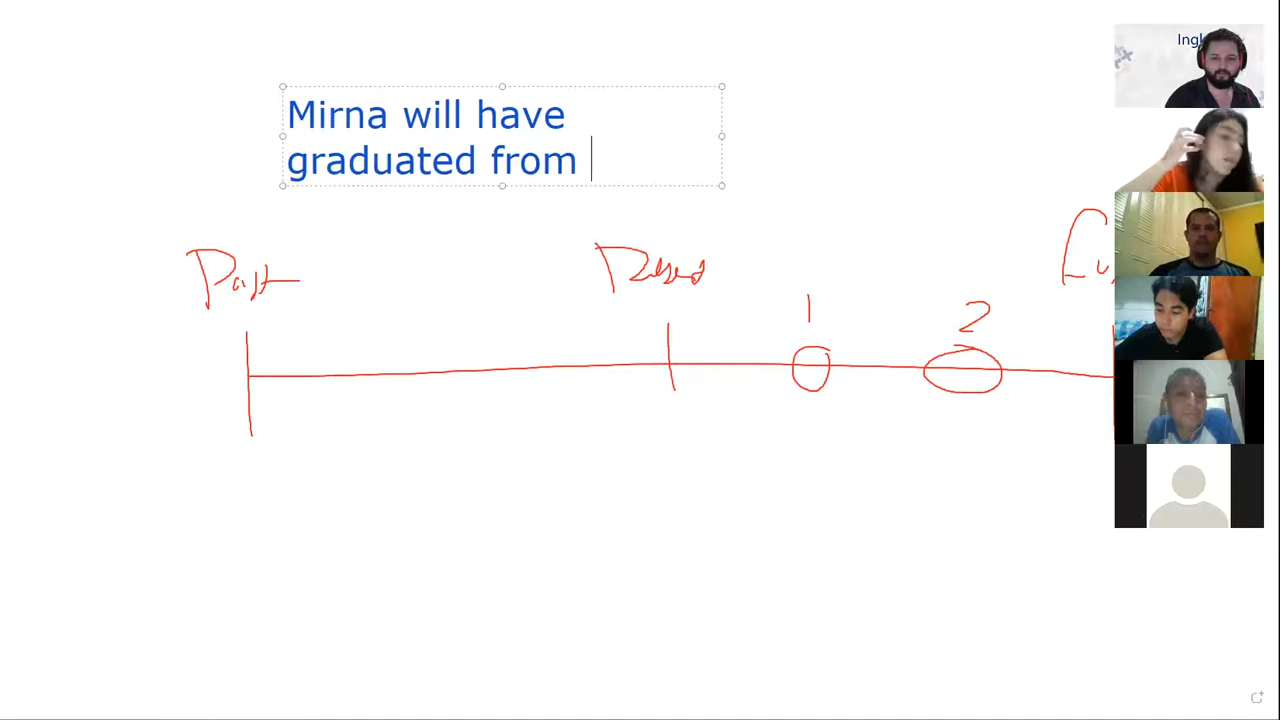 Mirna will have
graduated from
Past
Present
1
2